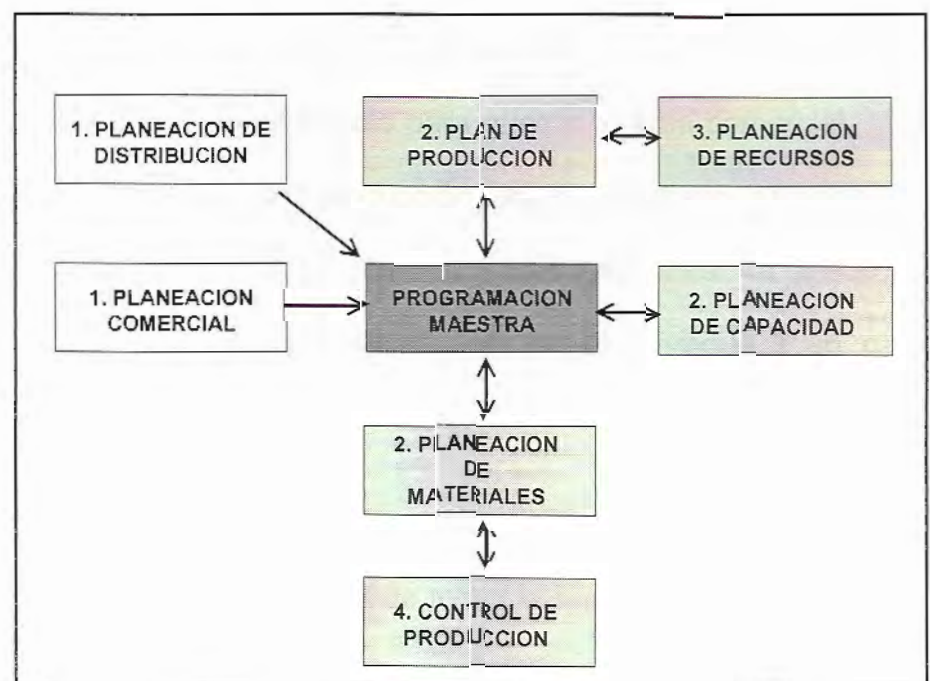 1. PLANEACION DE
DISTRIBUCION
2. PLAN DE
PRODUCCION
3. PLANEACION
DE RECURSOS
1. PLANEACION
COMERCIAL
PROGRAMACION
MAESTRA
2. PLANEACION
DE CAPACIDAD
2. PLANEACION
DE
MATERIALES
4. CONTROL DE
PRODUCCION